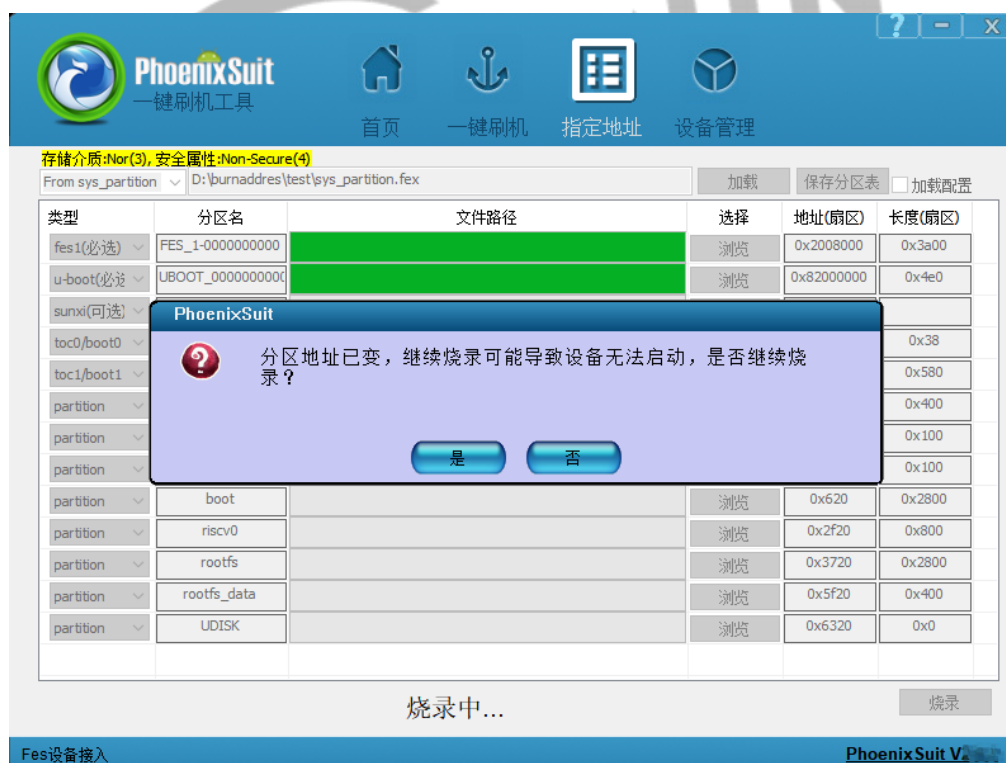 PhoenixSuit
一键刷机工具
首页 一键刷机 指定地址 设备管理
存储介质:Nor(3),安全属性:Non-Secure(4)
From sys_partition D:\burnaddres\test\sys_partition.fex 加载 保存分区表 加载配置
类型 分区名 文件路径 选择 地址(扇区) 长度(扇区)
fes1(必选) FES_1-0000000000 浏览 0x2008000 0x3a00
u-boot(必选 UBOOT_0000000000 浏览 0x82000000 0x4e0
sunxi(可选)
toc0/boot0 0x38
toc1/boot1 0x580
partition 0x400
partition 0x100
partition 0x100
PhoenixSuit
分区地址已变，继续烧录可能导致设备无法启动，是否继续烧
录？
是 否
partition boot 浏览 0x620 0x2800
partition riscv0 浏览 0x2f20 0x800
partition rootfs 浏览 0x3720 0x2800
partition rootfs_data 浏览 0x5f20 0x400
partition UDISK 浏览 0x6320 0x0
烧录中... 烧录
Fes设备接入 PhoenixSuit